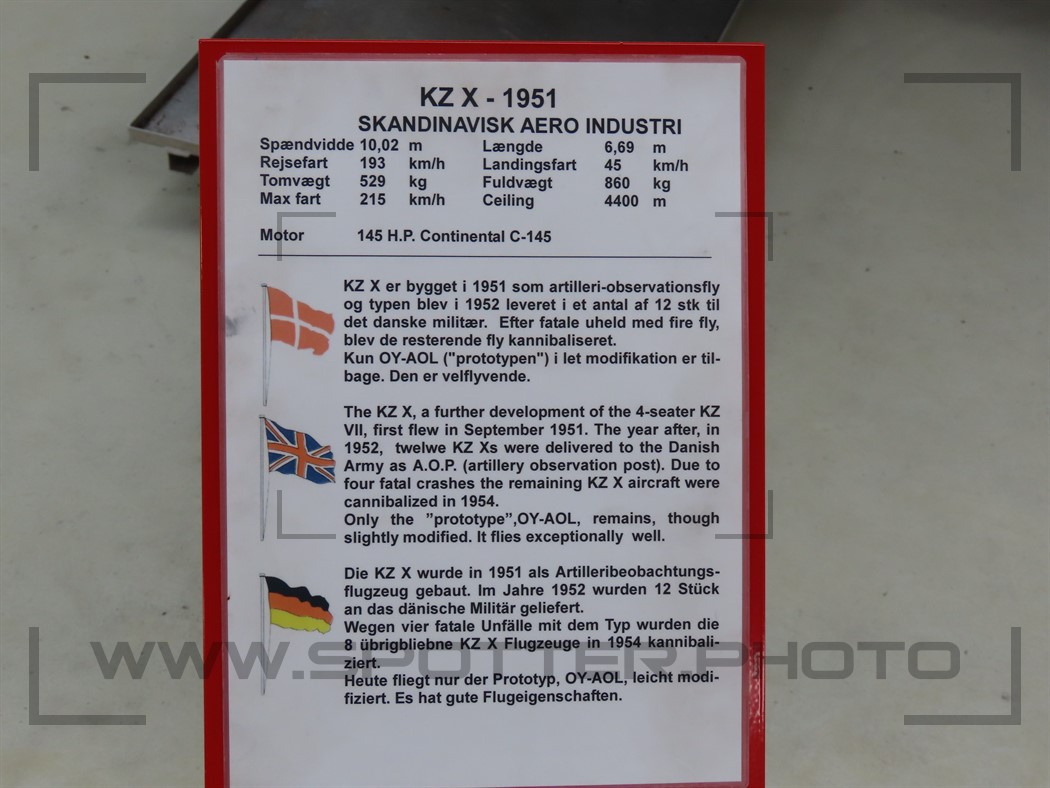 KZ X - 1951
SKANDINAVISK AERO INDUSTRI
Spændvidde 10,02 m Længde 6,69 m
Rejsefart 193 km/h Landingsfart 45 km/h
Tomvægt 529 kg Fuldvægt 860 kg
Max fart 215 km/h Ceiling 4400 m
Motor 145 H.P. Continental C-145
KZ X er bygget i 1951 som artilleri-observationsfly
og typen blev i 1952 leveret i et antal af 12 stk til
det danske militær. Efter fatale uheld med fire fly,
blev de resterende fly kannibaliseret.
Kun OY-AOL ("prototypen") i let modifikation er til-
bage. Den er velflyvende.
The KZ X, a further development of the 4-seater KZ
VII, first flew in September 1951. The year after, in
1952, twelwe KZ Xs were delivered to the Danish
Army as A.O.P. (artillery observation post). Due to
four fatal crashes the remaining KZ X aircraft were
cannibalized in 1954.
Only the ”prototype”,OY-AOL, remains, though
slightly modified. It flies exceptionally well.
Die KZ X wurde in 1951 als Artilleribeobachtungs-
flugzeug gebaut. Im Jahre 1952 wurden 12 Stück
an das dänische Militär geliefert.
Wegen vier fatale Unfälle mit dem Typ wurden die
8 übrigbliebne KZ X Flugzeuge in 1954 kannibali-
ziert.
Heute fliegt nur der Prototyp, OY-AOL, leicht modi-
fiziert. Es hat gute Flugeigenschaften.
WWW.SPOTTER.PHOTO